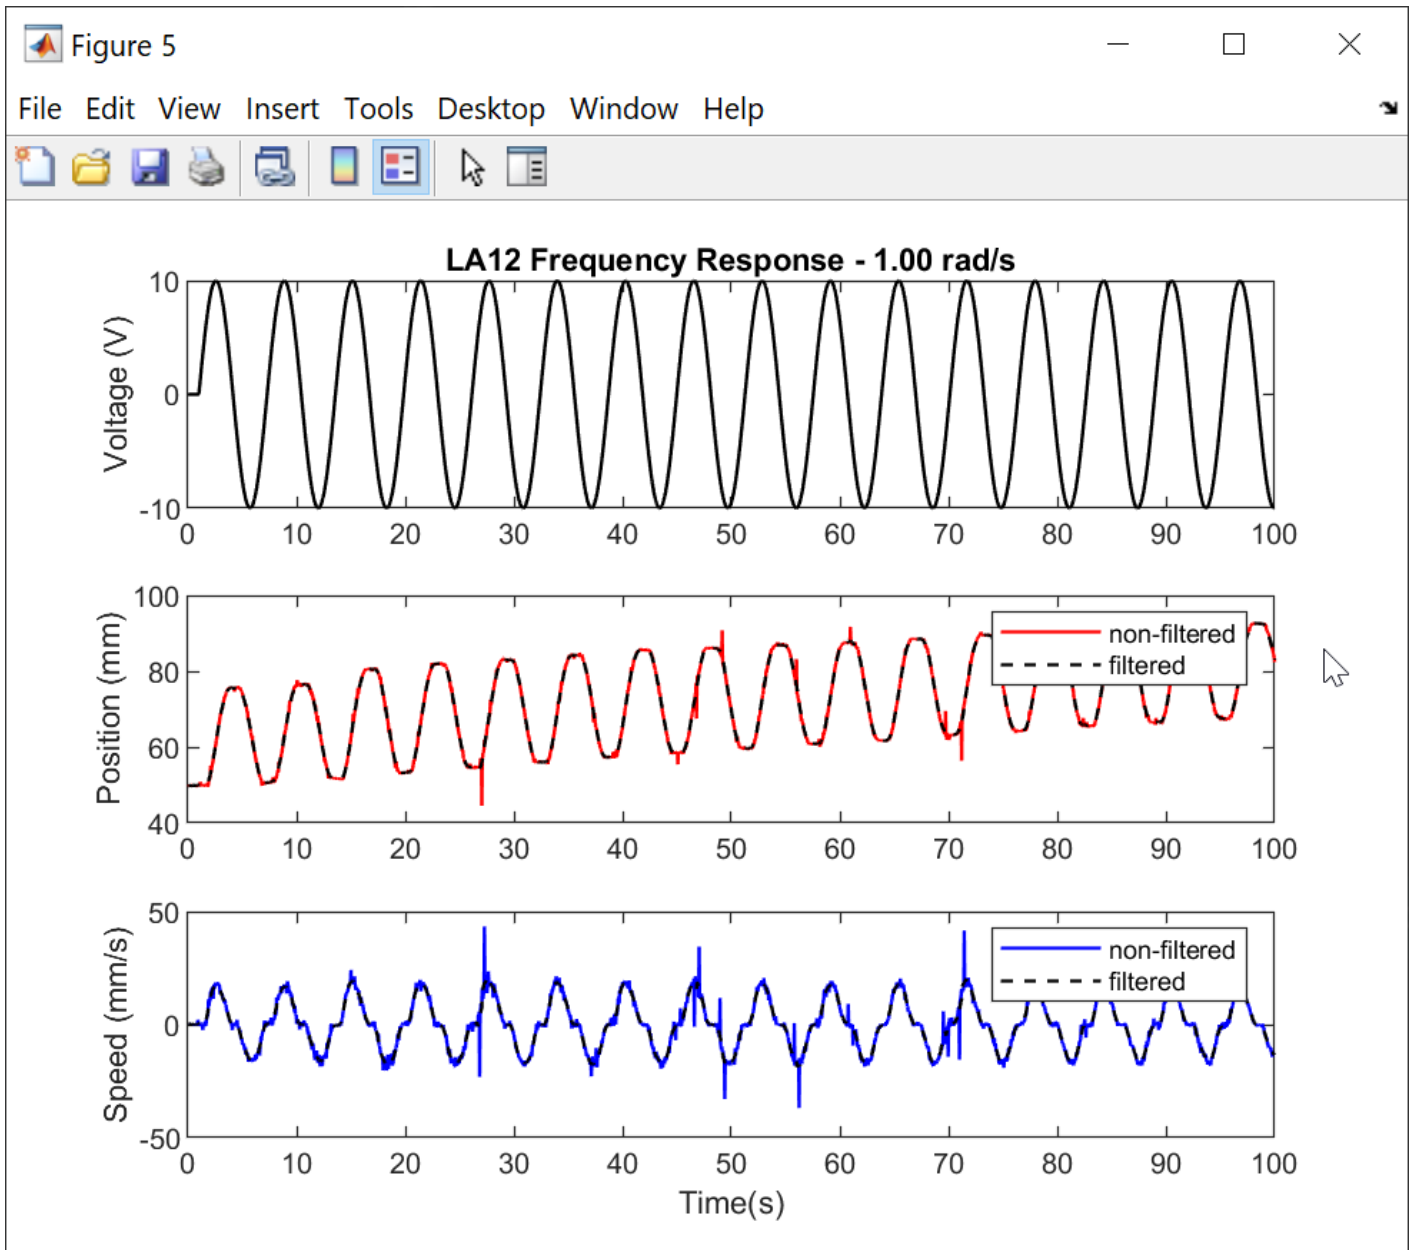 Figure 5
File Edit View Insert Tools Desktop Window Help
LA12 Frequency Response - 1.00 rad/s
Voltage (V)
10
0
-10
0 10 20 30 40 50 60 70 80 90 100
Position (mm)
100
80
60
40
non-filtered
filtered
0 10 20 30 40 50 60 70 80 90 100
Speed (mm/s)
50
0
-50
non-filtered
filtered
0 10 20 30 40 50 60 70 80 90 100
Time(s)